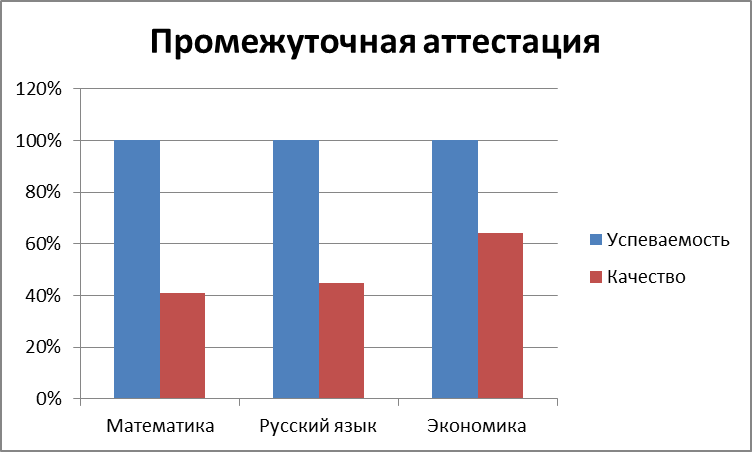 Промежуточная аттестация
120%
100%
80%
60%
40%
20%
0%
Математика
Русский язык
Экономика
Успеваемость
Качество